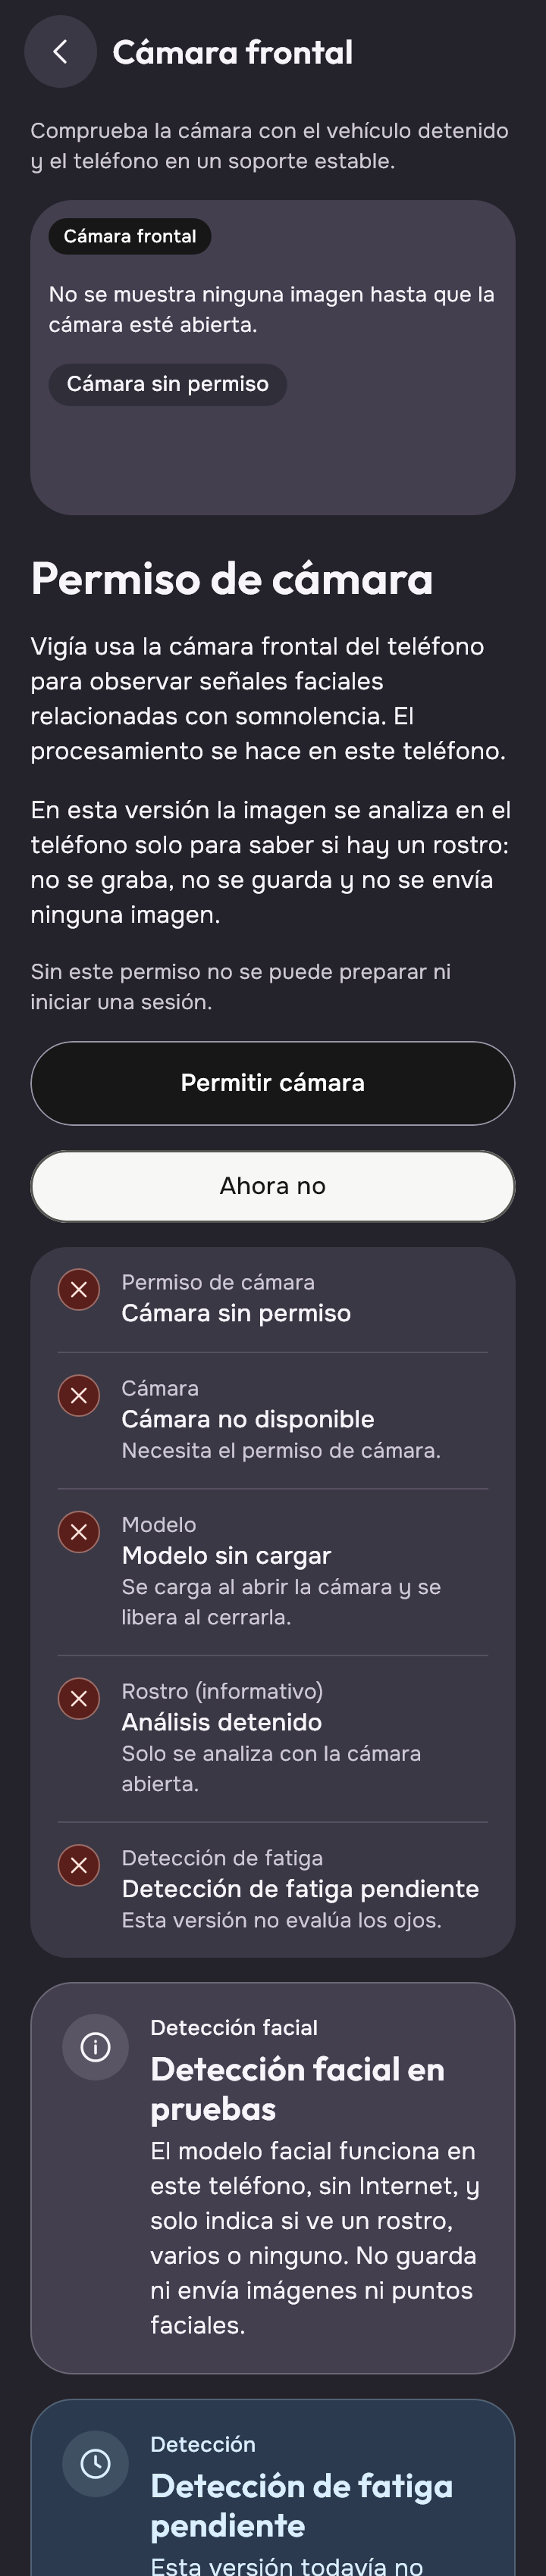 Cámara frontal
Comprueba la cámara con el vehículo detenido
y el teléfono en un soporte estable.
Cámara frontal
No se muestra ninguna imagen hasta que la
cámara esté abierta.
Cámara sin permiso
Permiso de cámara
Vigía usa la cámara frontal del teléfono
para observar señales faciales
relacionadas con somnolencia. El
procesamiento se hace en este teléfono.
En esta versión la imagen se analiza en el
teléfono solo para saber si hay un rostro:
no se graba, no se guarda y no se envía
ninguna imagen.
Sin este permiso no se puede preparar ni
iniciar una sesión.
Permitir cámara
Ahora no
Permiso de cámara
Cámara sin permiso
Cámara
Cámara no disponible
Necesita el permiso de cámara.
Modelo
Modelo sin cargar
Se carga al abrir la cámara y se
libera al cerrarla.
Rostro (informativo)
Análisis detenido
Solo se analiza con la cámara
abierta.
Detección de fatiga
Detección de fatiga pendiente
Esta versión no evalúa los ojos.
Detección facial
Detección facial en
pruebas
El modelo facial funciona en
este teléfono, sin Internet, y
solo indica si ve un rostro,
varios o ninguno. No guarda
ni envía imágenes ni puntos
faciales.
Detección
Detección de fatiga
pendiente
Esta versión todavía no